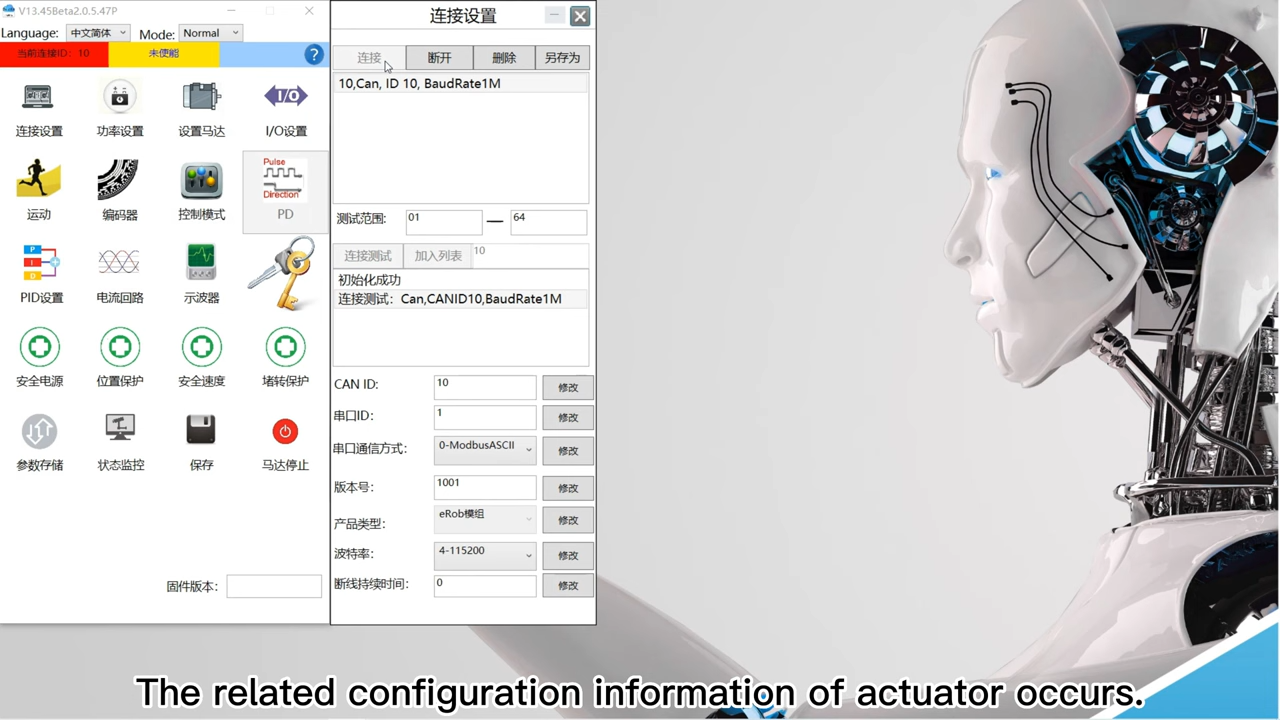 V13.45Beta2.0.5.47P
Language: 中文简体 Mode: Normal
当前连接ID: 10 未使能 ?
连接设置 功率设置 设置马达 I/O I/O设置
Pulse
Direction
运动 编码器 控制模式 PD
P
I
D
PID设置 电流回路 示波器
安全电源 位置保护 安全速度 堵转保护
参数存储 状态监控 保存 马达停止
固件版本:
连接设置
连接 断开 删除 另存为
10,Can, ID 10, BaudRate1M
测试范围: 01 — 64
连接测试 加入列表 10
初始化成功
连接测试: Can,CANID10,BaudRate1M
CAN ID: 10 修改
串口ID: 1 修改
串口通信方式: 0-ModbusASCII 修改
版本号: 1001 修改
产品类型: eRob模组 修改
波特率: 4-115200 修改
断线持续时间: 0 修改
The related configuration information of actuator occurs.